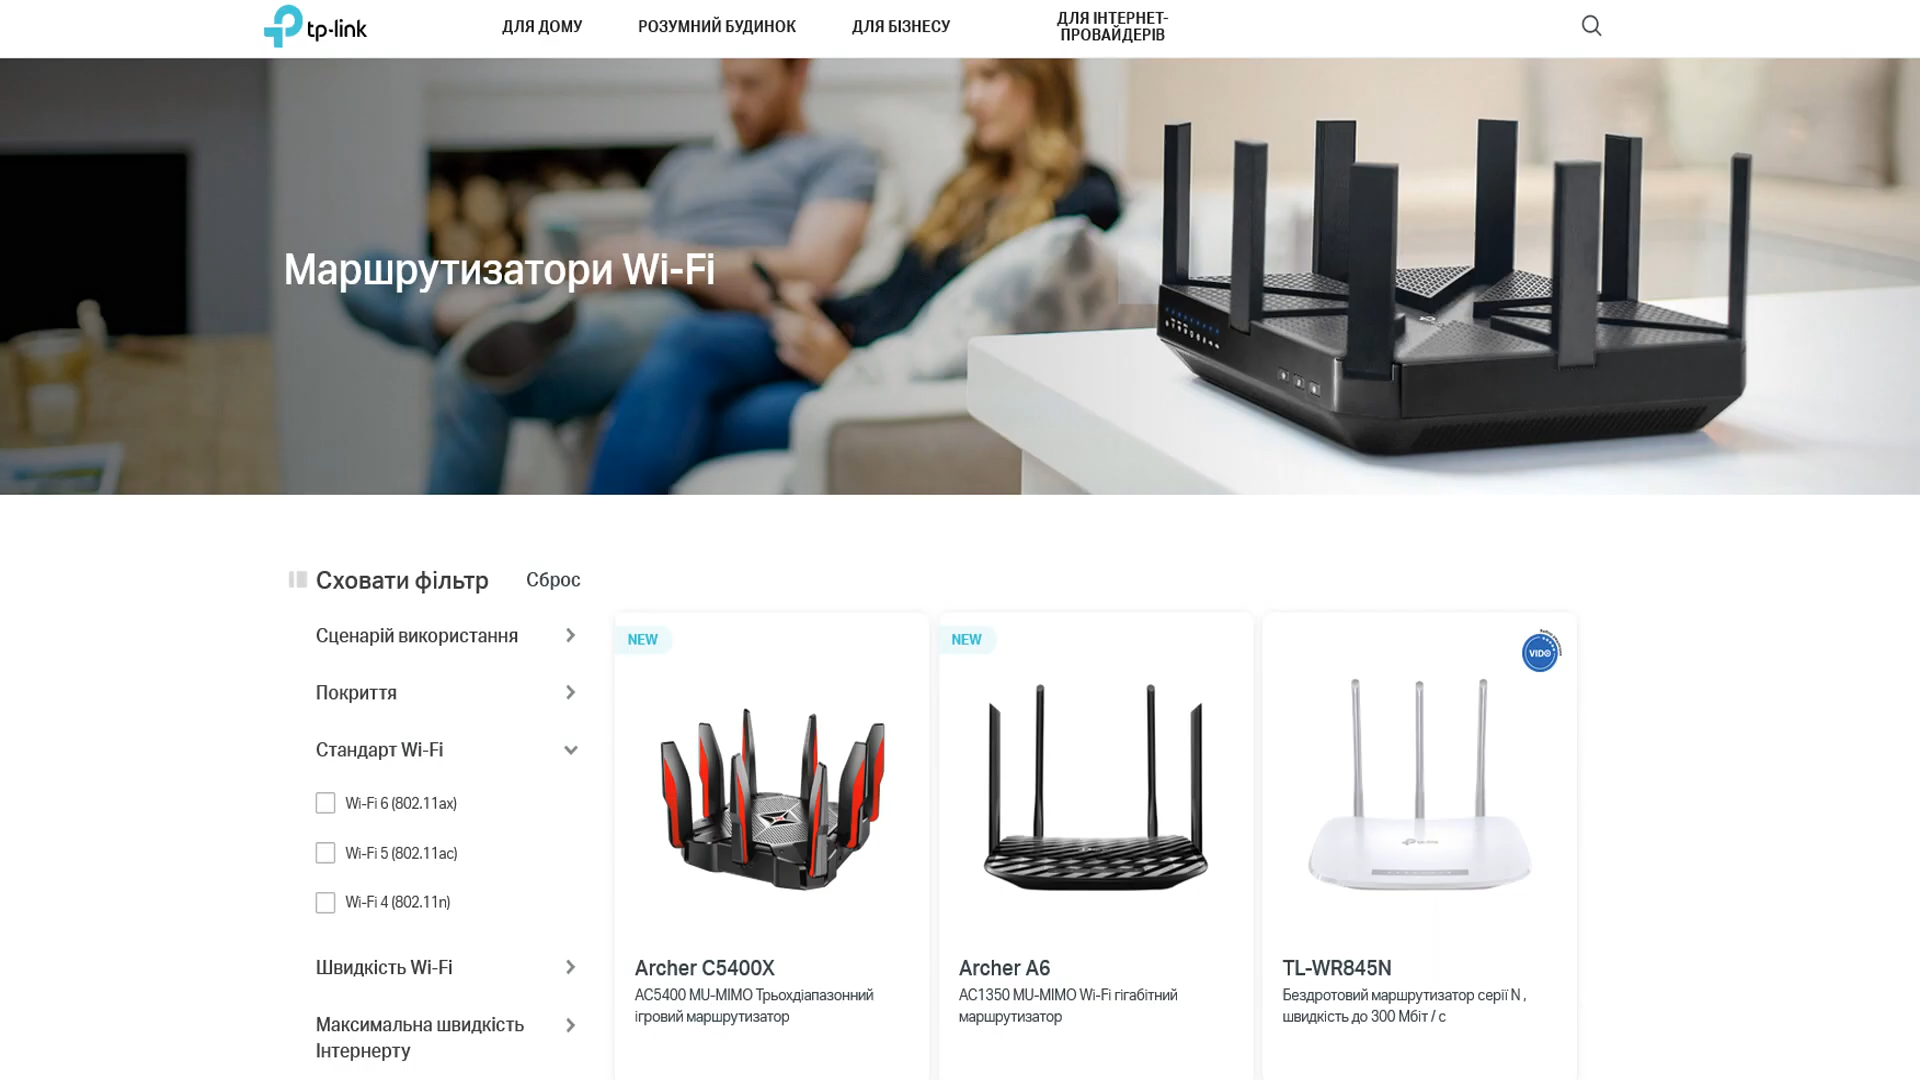 tp-link
ДЛЯ ДОМУ
РОЗУМНИЙ БУДИНОК
ДЛЯ БІЗНЕСУ
ДЛЯ ІНТЕРНЕТ-
ПРОВАЙДЕРІВ
Маршрутизатори Wi-Fi
Сховати фільтр
Сброс
Сценарій використання
Покриття
Стандарт Wi-Fi
Wi-Fi 6 (802.11ax)
Wi-Fi 5 (802.11ac)
Wi-Fi 4 (802.11n)
Швидкість Wi-Fi
Максимальна швидкість
Інтернерту
NEW
Archer C5400X
AC5400 MU-MIMO Трьохдіапазонний
ігровий маршрутизатор
NEW
Archer A6
AC1350 MU-MIMO Wi-Fi гігабітний
маршрутизатор
VIDO
tp-link
TL-WR845N
Бездротовий маршрутизатор серії N ,
швидкість до 300 Мбіт / с